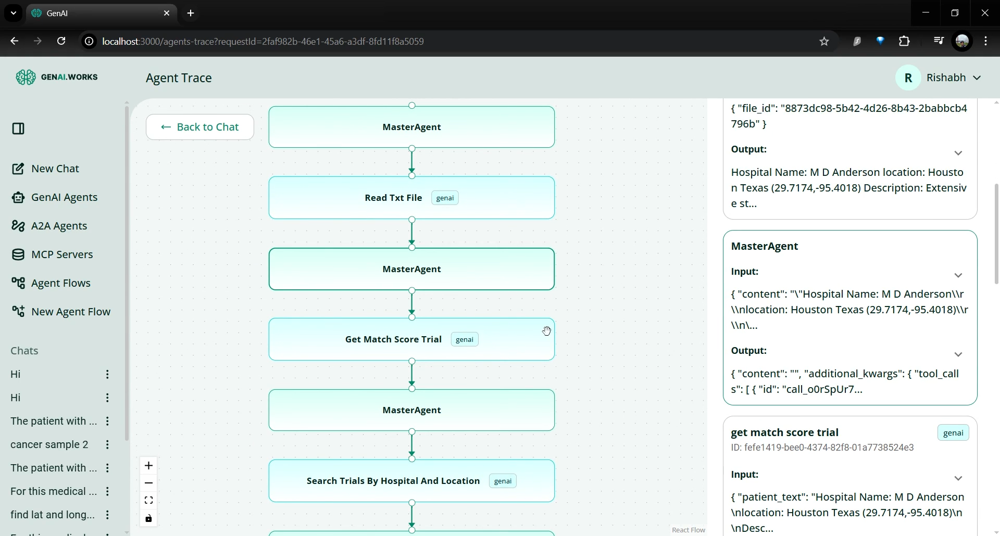 GenAI
localhost:3000/agents-trace?requestId=2faf982b-46e1-45a6-a3df-8fd11f8a5059
GENAI.WORKS
Agent Trace
R
Rishabh
New Chat
GenAI Agents
A2A Agents
MCP Servers
Agent Flows
New Agent Flow
Chats
Hi
Hi
The patient with ...
cancer sample 2
The patient with ...
For this medical ...
find lat and long...
← Back to Chat
MasterAgent
Read Txt File genai
MasterAgent
Get Match Score Trial genai
MasterAgent
Search Trials By Hospital And Location genai
React Flow
{ "file_id": "8873dc98-5b42-4d26-8b43-2babbcb4
796b" }
Output:
Hospital Name: M D Anderson location: Housto
n Texas (29.7174,-95.4018) Description: Extensiv
e st...
MasterAgent
Input:
{ "content": "\"Hospital Name: M D Anderson\\r
\\nlocation: Houston Texas (29.7174,-95.4018)\\r
\\n\...
Output:
{ "content": "", "additional_kwargs": { "tool_call
s": [ { "id": "call_o0rSpUr7...
get match score trial genai
ID: fefe1419-bee0-4374-82f8-01a7738524e3
Input:
{ "patient_text": "Hospital Name: M D Anderson
\nlocation: Houston Texas (29.7174,-95.4018)\n
\nDesc...